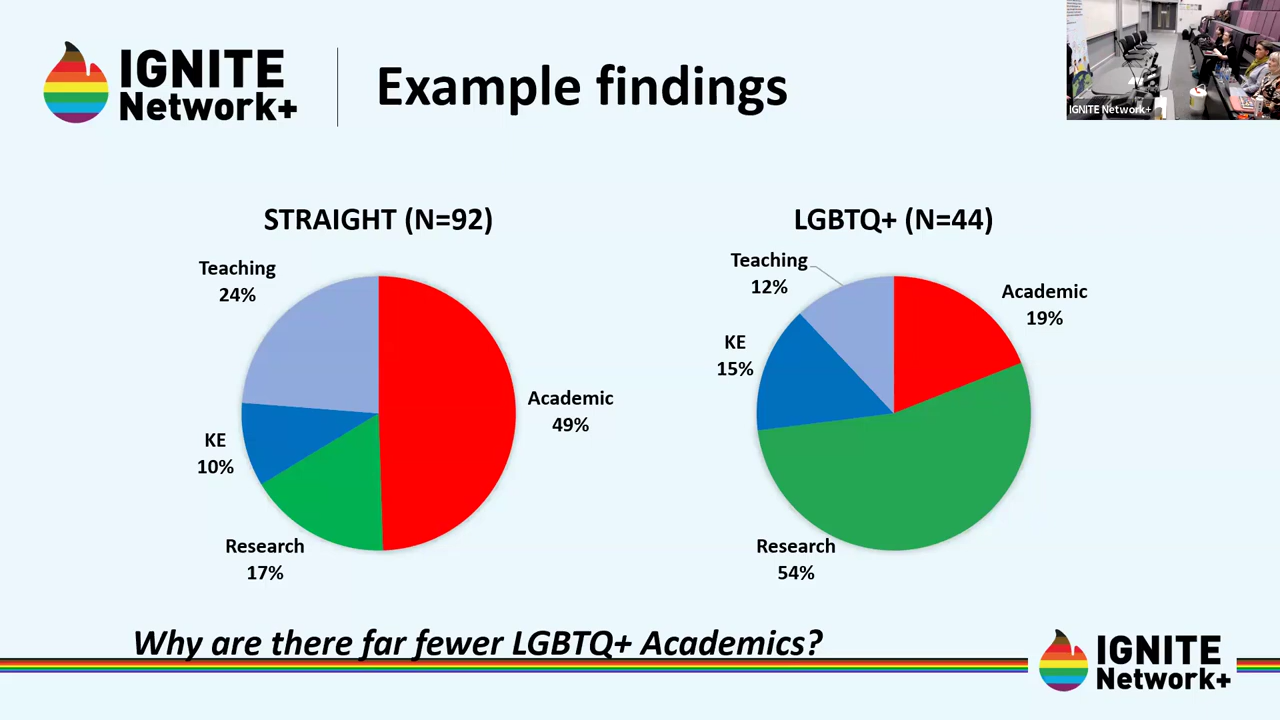 IGNITE
Network+
Example findings
IGNITE Network+
STRAIGHT (N=92)
Teaching
24%
Academic
49%
KE
10%
Research
17%
LGBTQ+ (N=44)
Teaching
12%
Academic
19%
KE
15%
Research
54%
Why are there far fewer LGBTQ+ Academics?
IGNITE
Network+